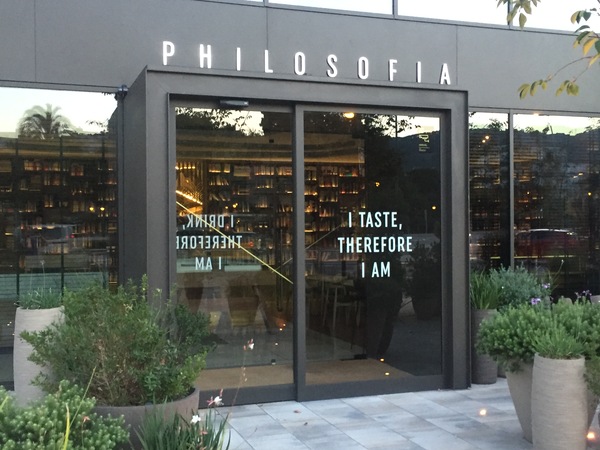 PHILOSOFIA
I DRINK,
THEREFORE
I AM
I TASTE,
THEREFORE
I AM